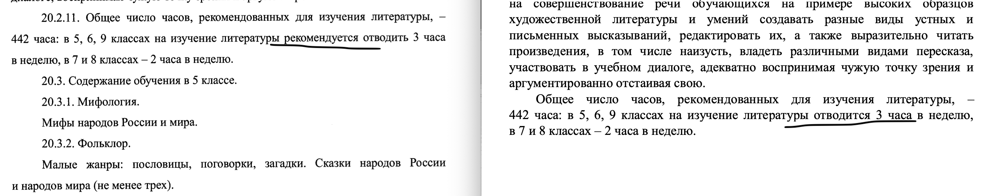 20.2.11. Общее число часов, рекомендованных для изучения литературы, –
442 часа: в 5, 6, 9 классах на изучение литературы рекомендуется отводить 3 часа
в неделю, в 7 и 8 классах – 2 часа в неделю.
20.3. Содержание обучения в 5 классе.
20.3.1. Мифология.
Мифы народов России и мира.
20.3.2. Фольклор.
Малые жанры: пословицы, поговорки, загадки. Сказки народов России
и народов мира (не менее трех).
на совершенствование речи обучающихся на примере высоких образцов
художественной литературы и умений создавать разные виды устных и
письменных высказываний, редактировать их, а также выразительно читать
произведения, в том числе наизусть, владеть различными видами пересказа,
участвовать в учебном диалоге, адекватно воспринимая чужую точку зрения и
аргументированно отстаивая свою.
Общее число часов, рекомендованных для изучения литературы, –
442 часа: в 5, 6, 9 классах на изучение литературы отводится 3 часа в неделю,
в 7 и 8 классах – 2 часа в неделю.